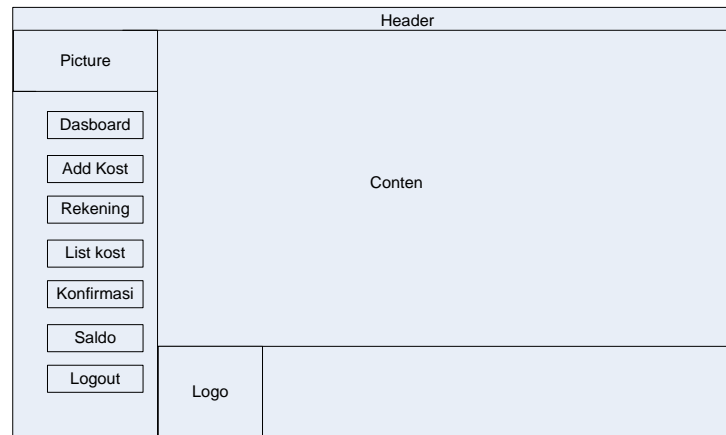 Header
Picture
Dasboard
Add Kost
Rekening
List kost
Konfirmasi
Saldo
Logout
Conten
Logo